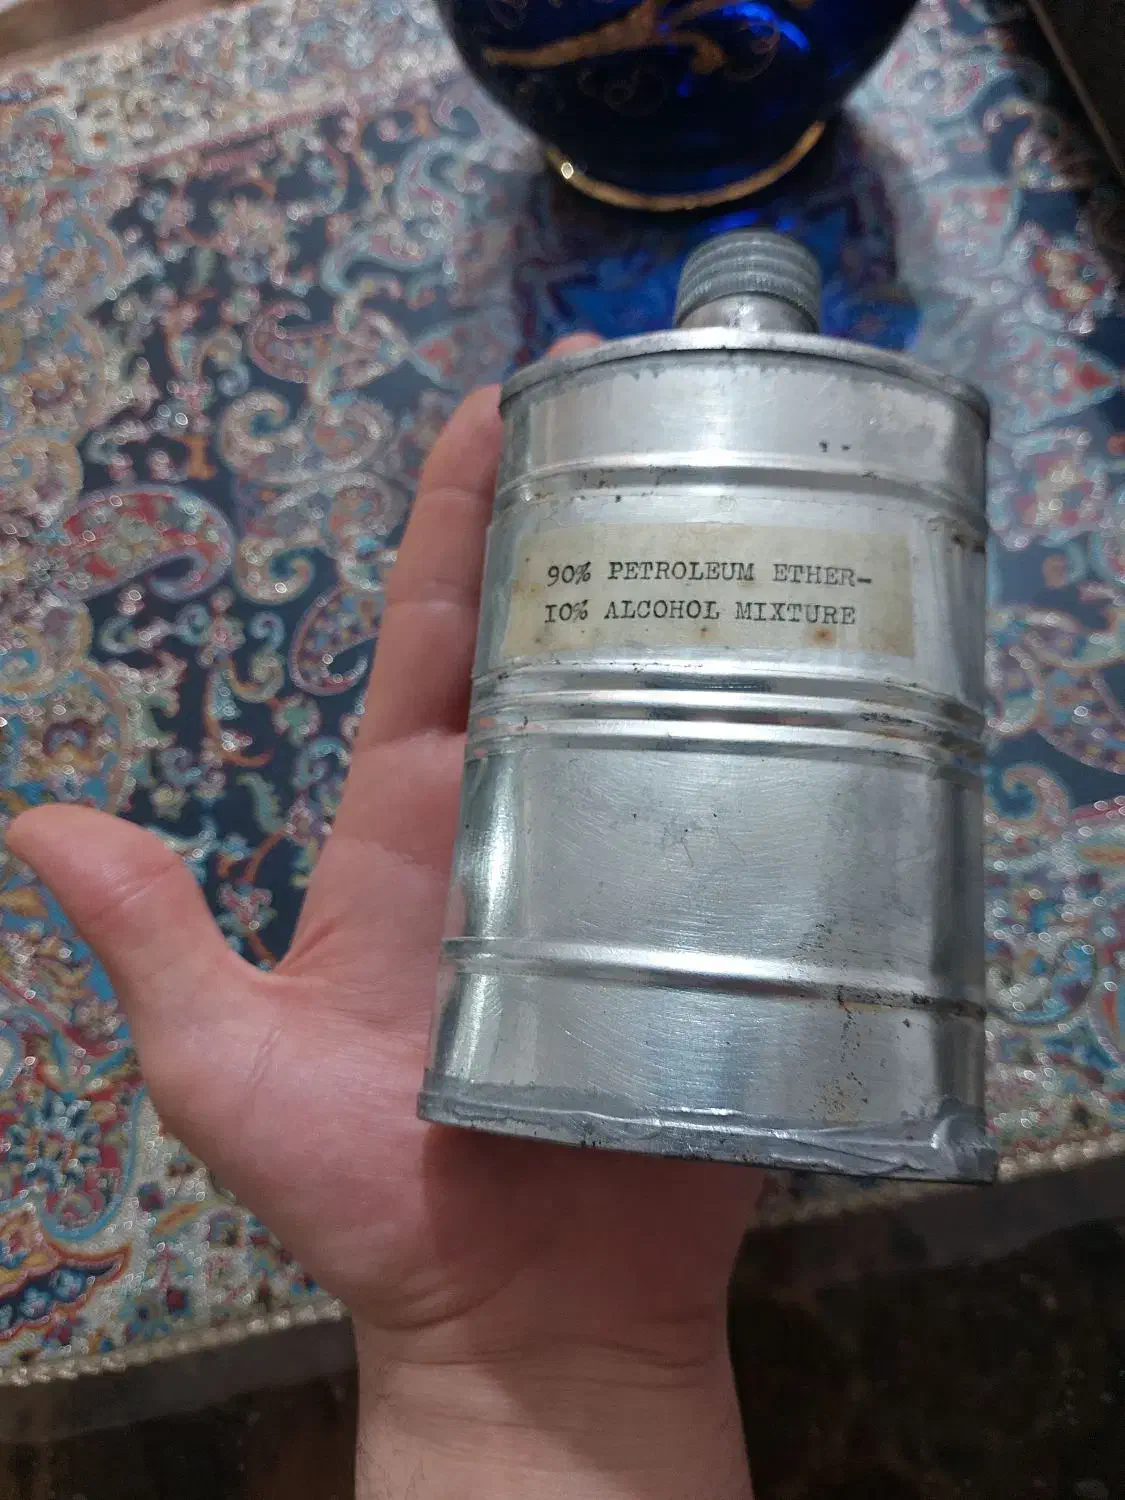 90% PETROLEUM ETHER-
10% ALCOHOL MIXTURE